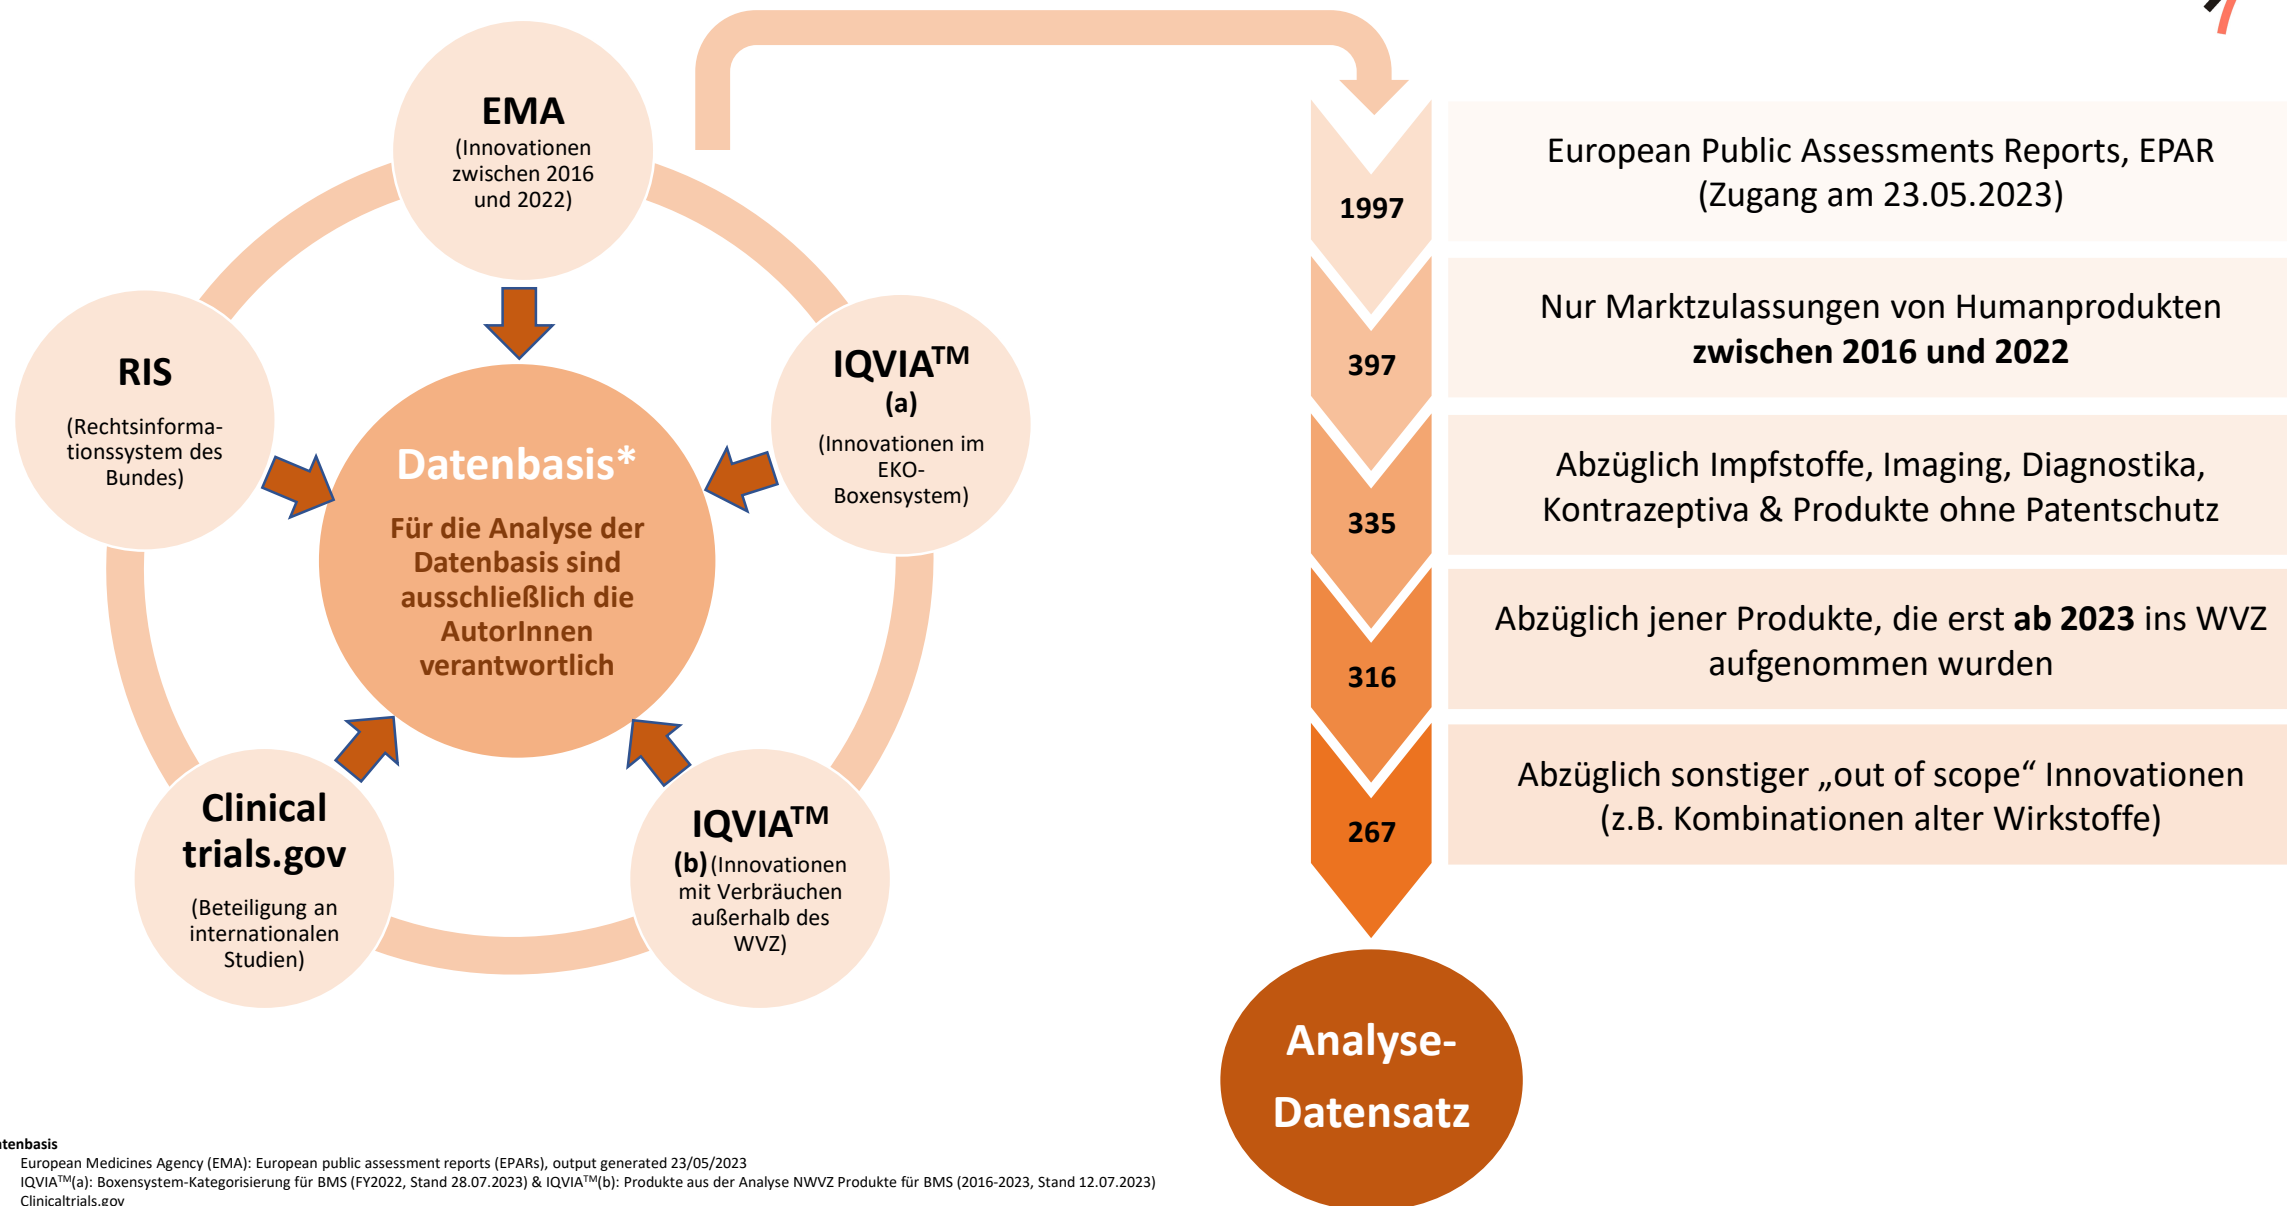 EMA
(Innovationen
zwischen 2016
und 2022)
RIS
(Rechtsinforma-
tionssystem des
Bundes)
IQVIA™
(a)
(Innovationen im
EKO-
Boxensystem)
Datenbasis*
Für die Analyse der
Datenbasis sind
ausschließlich die
AutorInnen
verantwortlich
Clinical
trials.gov
(Beteiligung an
internationalen
Studien)
IQVIA™
(b)(Innovationen
mit Verbräuchen
außerhalb des
WVZ)
1997
European Public Assessments Reports, EPAR
(Zugang am 23.05.2023)
397
Nur Marktzulassungen von Humanprodukten
zwischen 2016 und 2022
335
Abzüglich Impfstoffe, Imaging, Diagnostika,
Kontrazeptiva & Produkte ohne Patentschutz
316
Abzüglich jener Produkte, die erst ab 2023 ins WVZ
aufgenommen wurden
267
Abzüglich sonstiger „out of scope“ Innovationen
(z.B. Kombinationen alter Wirkstoffe)
Analyse-
Datensatz
atenbasis
European Medicines Agency (EMA): European public assessment reports (EPARs), output generated 23/05/2023
IQVIA™(a): Boxensystem-Kategorisierung für BMS (FY2022, Stand 28.07.2023) & IQVIA™(b): Produkte aus der Analyse NWVZ Produkte für BMS (2016-2023, Stand 12.07.2023)
Clinicaltrials.gov